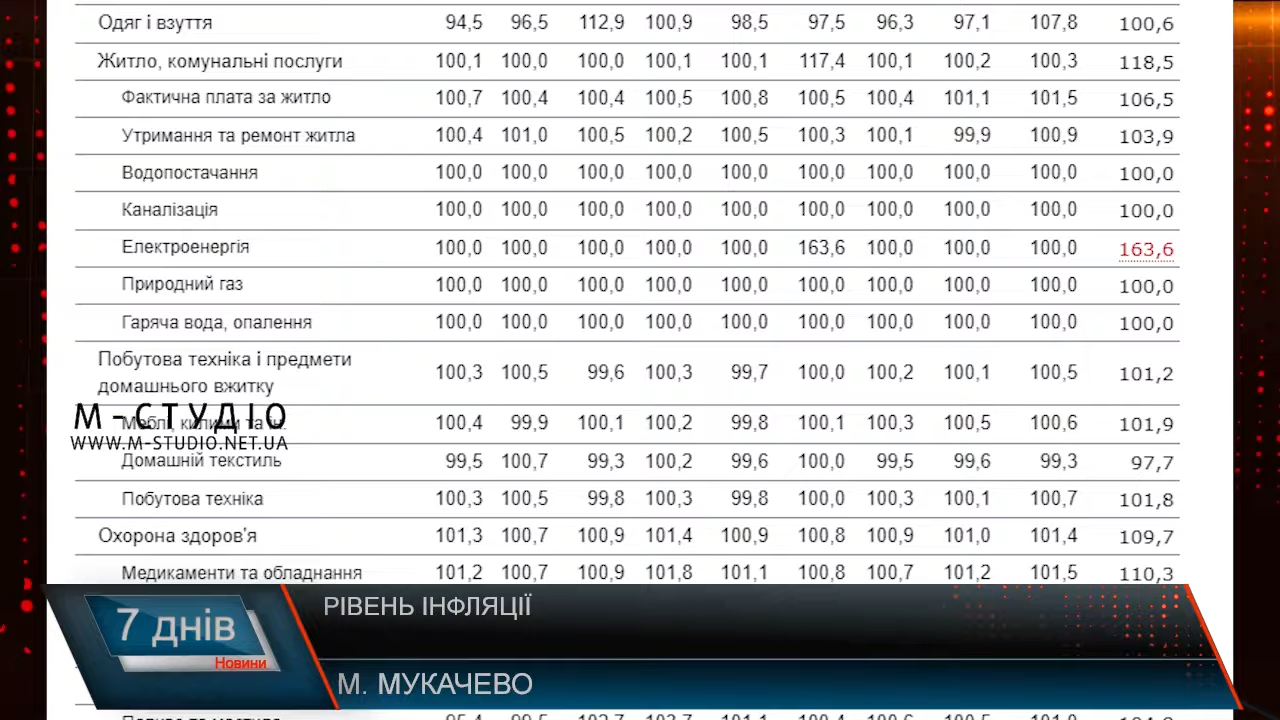 Одяг і взуття 94,5 96,5 112,9 100,9 98,5 97,5 96,3 97,1 107,8 100,6
Житло, комунальні послуги 100,1 100,0 100,0 100,1 100,1 117,4 100,1 100,2 100,3 118,5
Фактична плата за житло 100,7 100,4 100,4 100,5 100,8 100,5 100,4 101,1 101,5 106,5
Утримання та ремонт житла 100,4 101,0 100,5 100,2 100,5 100,3 100,1 99,9 100,9 103,9
Водопостачання 100,0 100,0 100,0 100,0 100,0 100,0 100,0 100,0 100,0 100,0
Каналізація 100,0 100,0 100,0 100,0 100,0 100,0 100,0 100,0 100,0 100,0
Електроенергія 100,0 100,0 100,0 100,0 100,0 163,6 100,0 100,0 100,0 163,6
Природний газ 100,0 100,0 100,0 100,0 100,0 100,0 100,0 100,0 100,0 100,0
Гаряча вода, опалення 100,0 100,0 100,0 100,0 100,0 100,0 100,0 100,0 100,0 100,0
Побутова техніка і предмети
домашнього вжитку 100,3 100,5 99,6 100,3 99,7 100,0 100,2 100,1 100,5 101,2
М-СТУДІО
Меблі, килими та ін. 100,4 99,9 100,1 100,2 99,8 100,1 100,3 100,5 100,6 101,9
WWW.M-STUDIO.NET.UA
Домашній текстиль 99,5 100,7 99,3 100,2 99,6 100,0 99,5 99,6 99,3 97,7
Побутова техніка 100,3 100,5 99,8 100,3 99,8 100,0 100,3 100,1 100,7 101,8
Охорона здоров'я 101,3 100,7 100,9 101,4 100,9 100,8 100,9 101,0 101,4 109,7
Медикаменти та обладнання 101,2 100,7 100,9 101,8 101,1 100,8 100,7 101,2 101,5 110,3
РІВЕНЬ ІНФЛЯЦІЇ
7 днів
Новини
М. МУКАЧЕВО